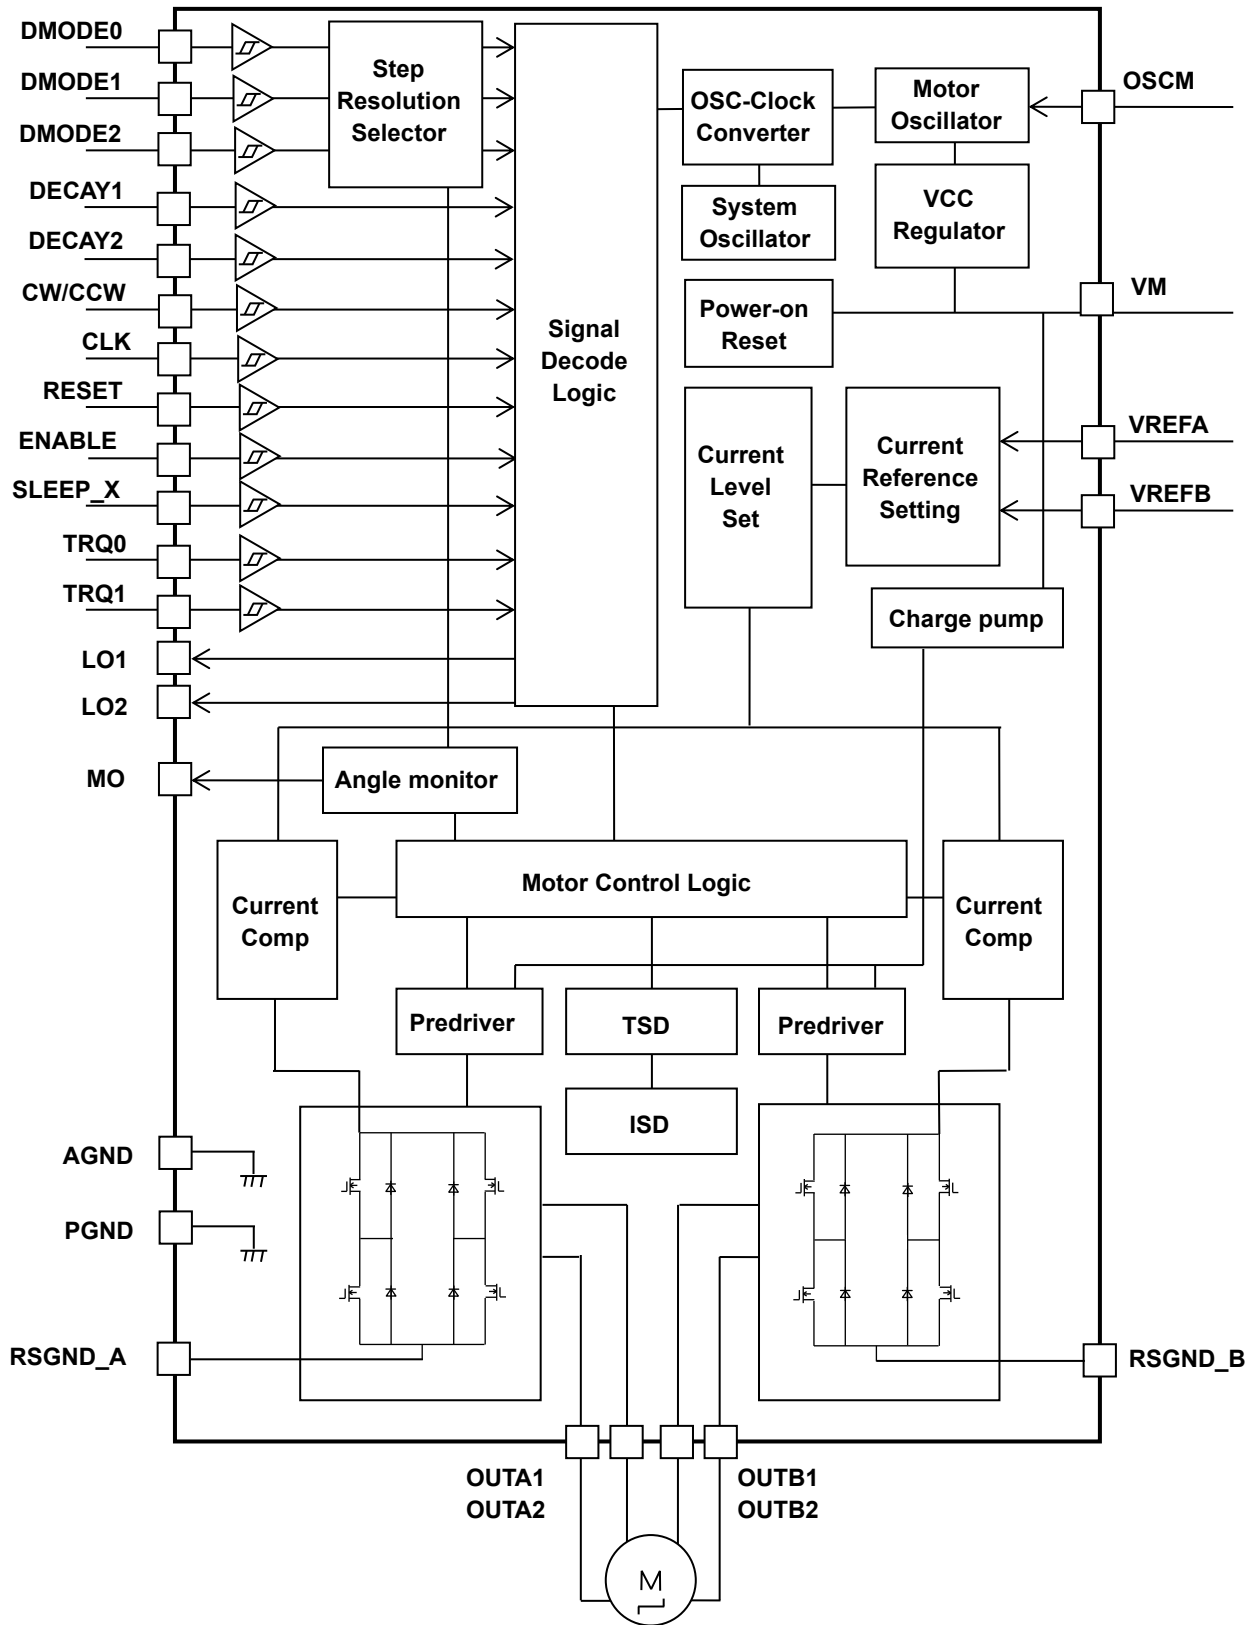 DMODE0
DMODE1
DMODE2
DECAY1
DECAY2
CW/CCW
CLK
RESET
ENABLE
SLEEP_X
TRQ0
TRQ1
LO1
LO2
MO
AGND
PGND
RSGND_A
Step
Resolution
Selector
Signal
Decode
Logic
OSC-Clock
Converter
Motor
Oscillator
OSCM
System
Oscillator
VCC
Regulator
Power-on
Reset
VM
Current
Level
Set
Current
Reference
Setting
VREFA
VREFB
Charge pump
Angle monitor
Motor Control Logic
Current
Comp
Current
Comp
Predriver
TSD
Predriver
ISD
RSGND_B
OUTA1
OUTA2
OUTB1
OUTB2
M